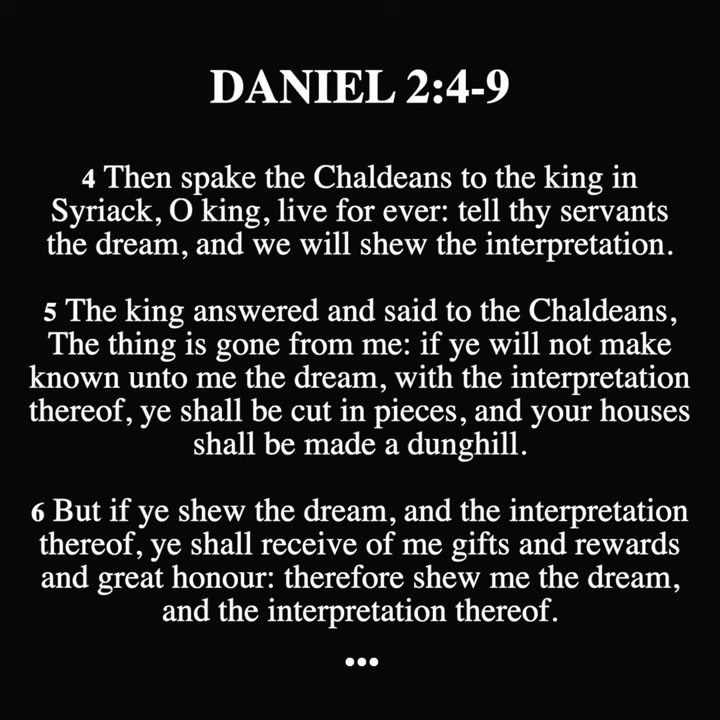 DANIEL 2:4-9
4 Then spake the Chaldeans to the king in
Syriack, O king, live for ever: tell thy servants
the dream, and we will shew the interpretation.
5 The king answered and said to the Chaldeans,
The thing is gone from me: if ye will not make
known unto me the dream, with the interpretation
thereof, ye shall be cut in pieces, and your houses
shall be made a dunghill.
6 But if ye shew the dream, and the interpretation
thereof, ye shall receive of me gifts and rewards
and great honour: therefore shew me the dream,
and the interpretation thereof.
•••